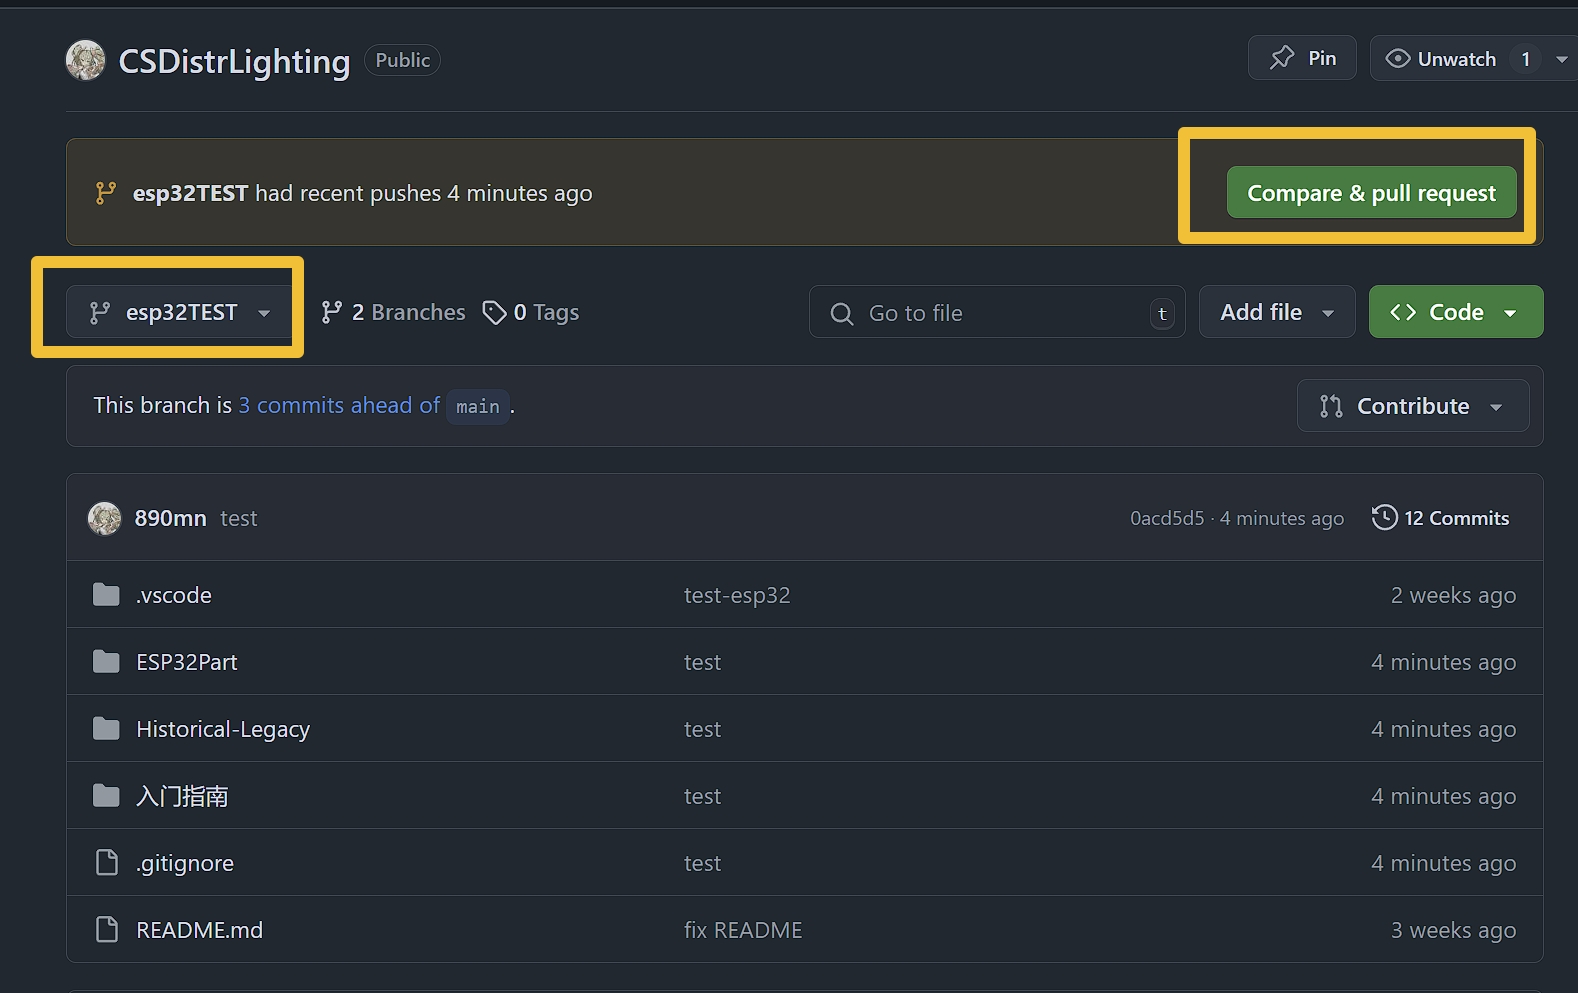 CSDistrLighting Public Pin Unwatch 1
esp32TEST had recent pushes 4 minutes ago Compare & pull request
esp32TEST 2 Branches 0 Tags Go to file t Add file <> Code
This branch is 3 commits ahead of main . Contribute
890mn test 0acd5d5 · 4 minutes ago 12 Commits
.vscode test-esp32 2 weeks ago
ESP32Part test 4 minutes ago
Historical-Legacy test 4 minutes ago
入门指南 test 4 minutes ago
.gitignore test 4 minutes ago
README.md fix README 3 weeks ago